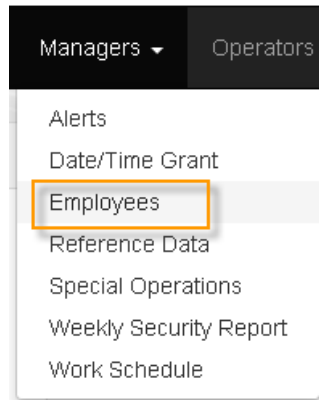 Managers Operators
Alerts
Date/Time Grant
Employees
Reference Data
Special Operations
Weekly Security Report
Work Schedule